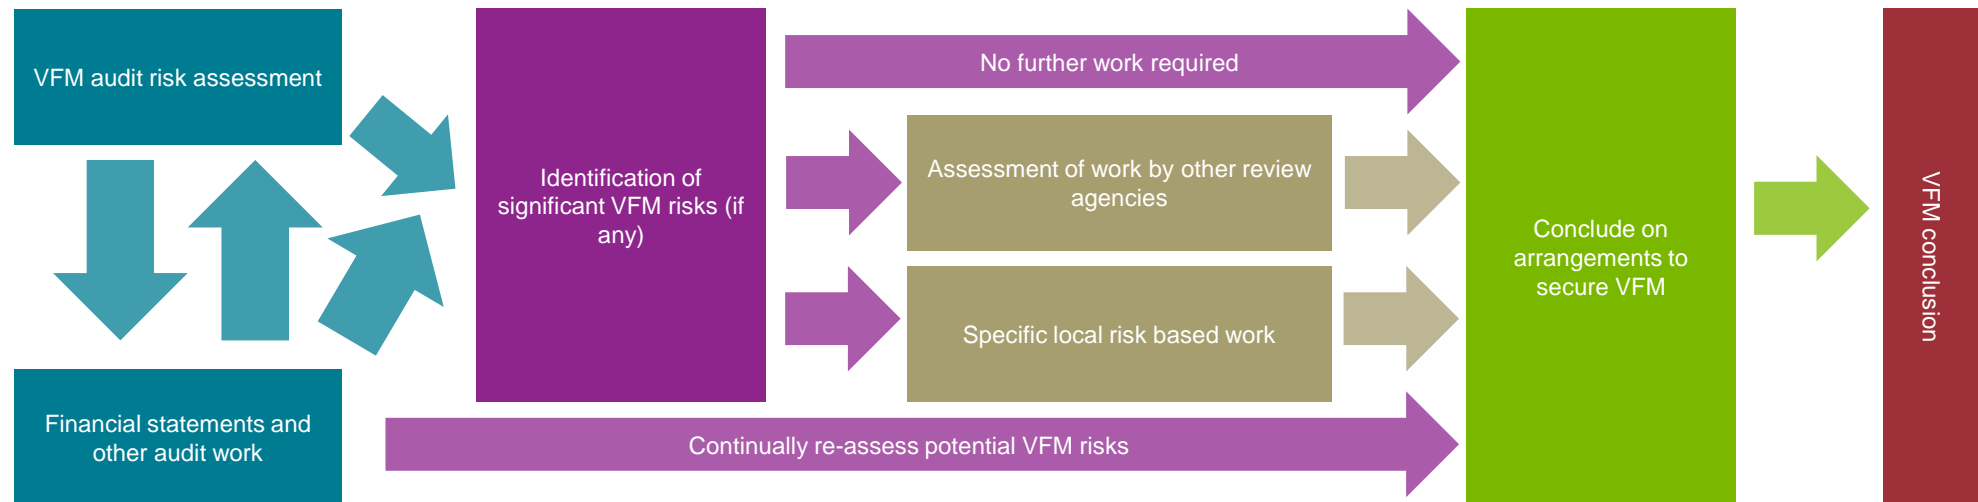 VFM audit risk assessment
Financial statements and
other audit work
Identification of
significant VFM risks (if
any)
No further work required
Assessment of work by other review
agencies
Specific local risk based work
Continually re-assess potential VFM risks
Conclude on
arrangements to
secure VFM
VFM conclusion